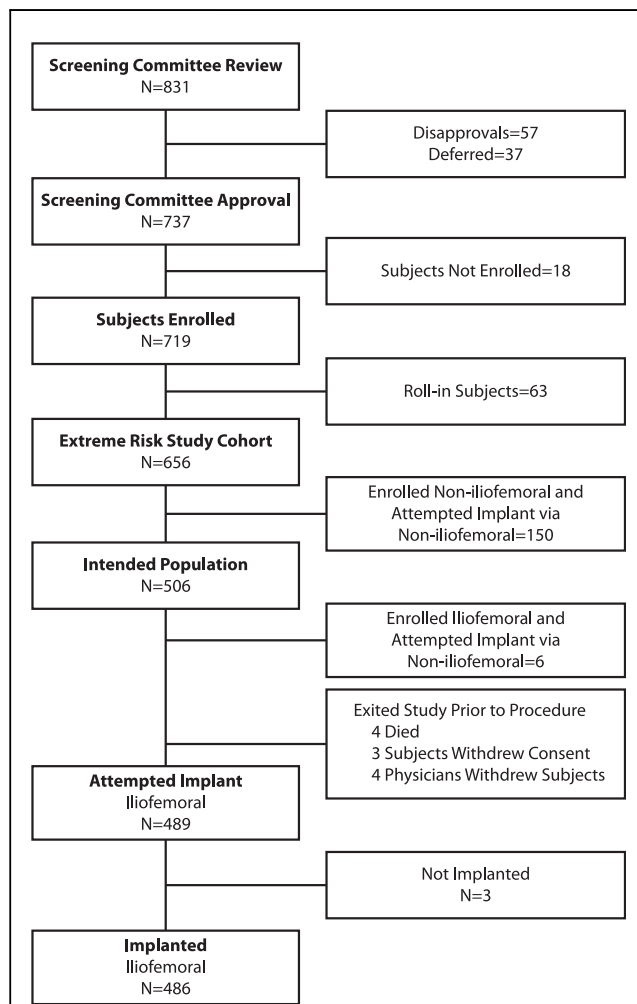 Screening Committee Review
N=831
Disapprovals=57
Deferred=37
Screening Committee Approval
N=737
Subjects Not Enrolled=18
Subjects Enrolled
N=719
Roll-in Subjects=63
Extreme Risk Study Cohort
N=656
Enrolled Non-iliofemoral and
Attempted Implant via
Non-iliofemoral=150
Intended Population
N=506
Enrolled Iliofemoral and
Attempted Implant via
Non-iliofemoral=6
Exited Study Prior to Procedure
4 Died
3 Subjects Withdrew Consent
4 Physicians Withdrew Subjects
Attempted Implant
Iliofemoral
N=489
Not Implanted
N=3
Implanted
Iliofemoral
N=486